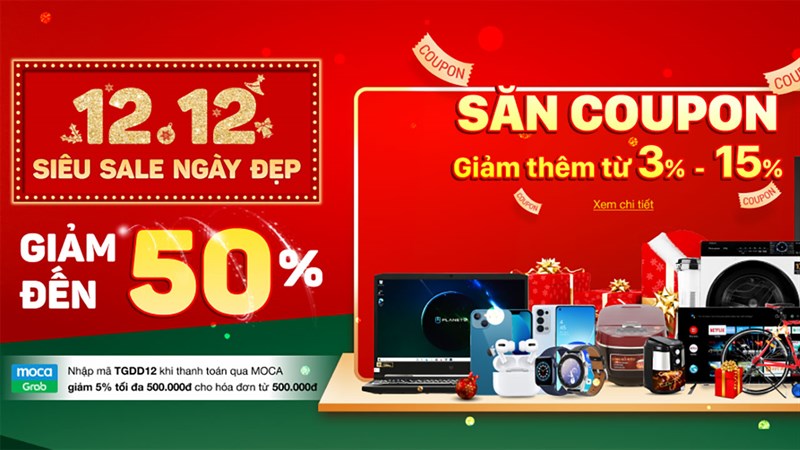 12.12
SIÊU SALE NGÀY ĐẸP
GIẢM
ĐẾN
50%
moca
Grab
Nhập mã TGDD12 khi thanh toán qua MOCA
giảm 5% tối đa 500.000đ cho hóa đơn từ 500.000đ
COUPON
SĂN COUPON
Giảm thêm từ 3% - 15%
COUPON
COUPON
Xem chi tiết
NETFLIX